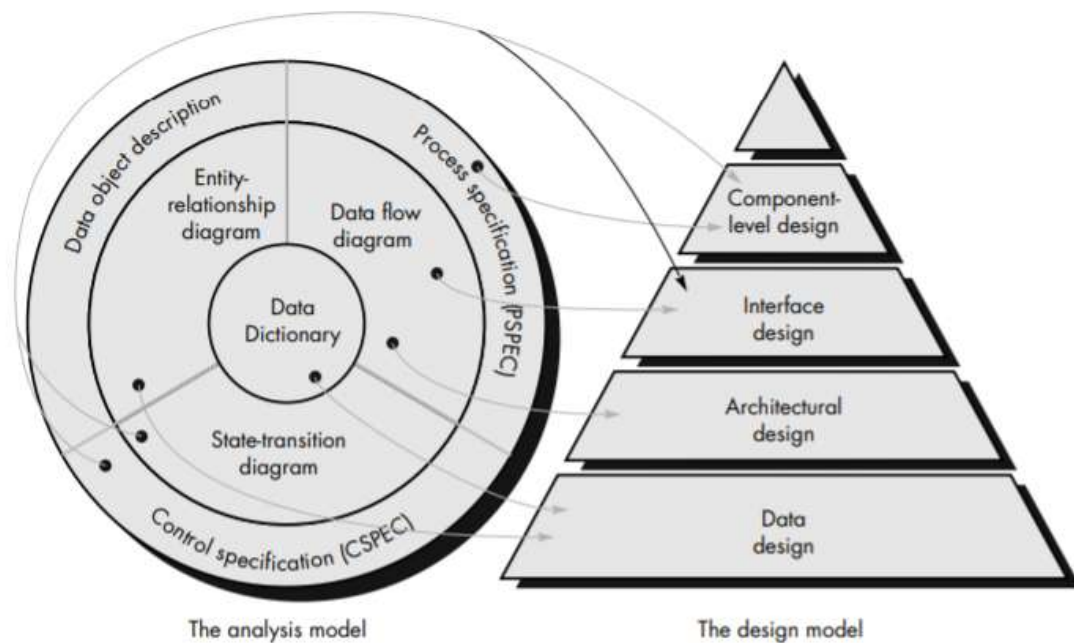 Data object description
Entity-
relationship
diagram
Data flow
diagram
Process specification (PSPEC)
Data
Dictionary
State-transition
diagram
Control specification (CSPEC)
The analysis model
Component-
level design
Interface
design
Architectural
design
Data
design
The design model